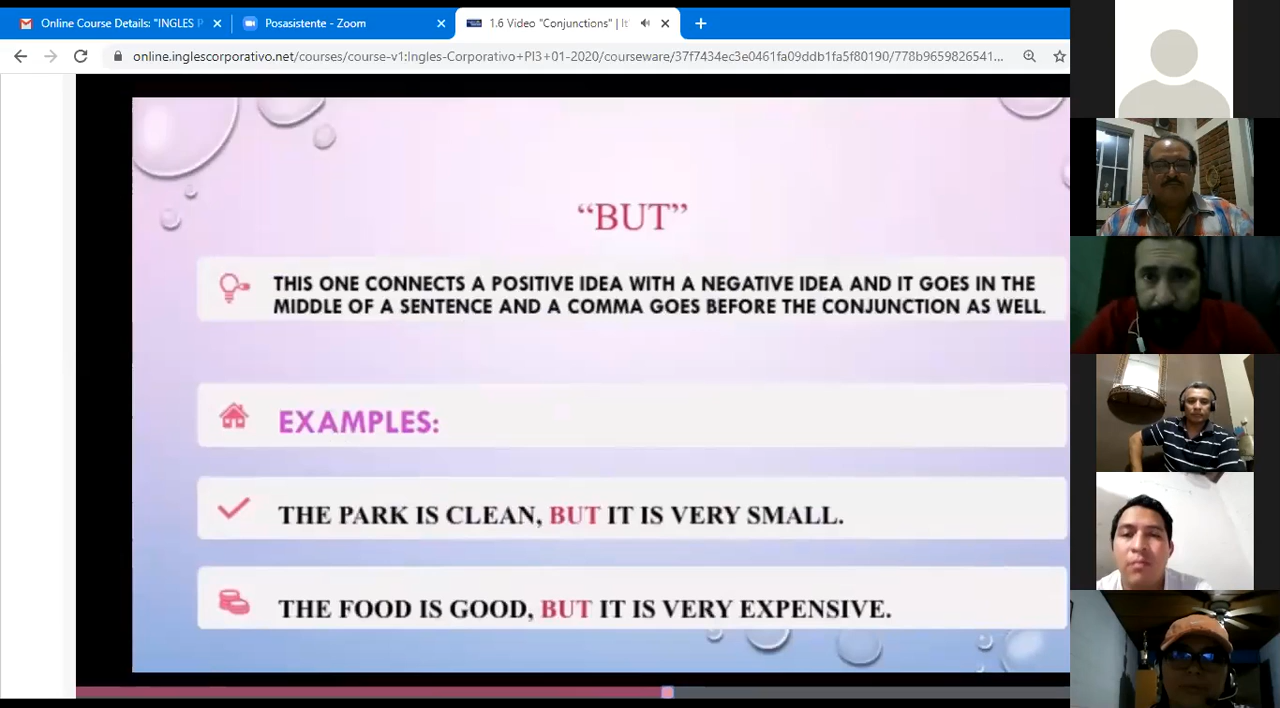 Online Course Details: "INGLES P
Posasistente - Zoom
1.6 Video "Conjunctions" | It
online.inglescorporativo.net/courses/course-v1:Ingles-Corporativo+PI3+01-2020/courseware/37f7434ec3e0461fa09ddb1fa5f80190/778b9659826541...
“BUT”
THIS ONE CONNECTS A POSITIVE IDEA WITH A NEGATIVE IDEA AND IT GOES IN THE
MIDDLE OF A SENTENCE AND A COMMA GOES BEFORE THE CONJUNCTION AS WELL.
EXAMPLES:
THE PARK IS CLEAN, BUT IT IS VERY SMALL.
THE FOOD IS GOOD, BUT IT IS VERY EXPENSIVE.